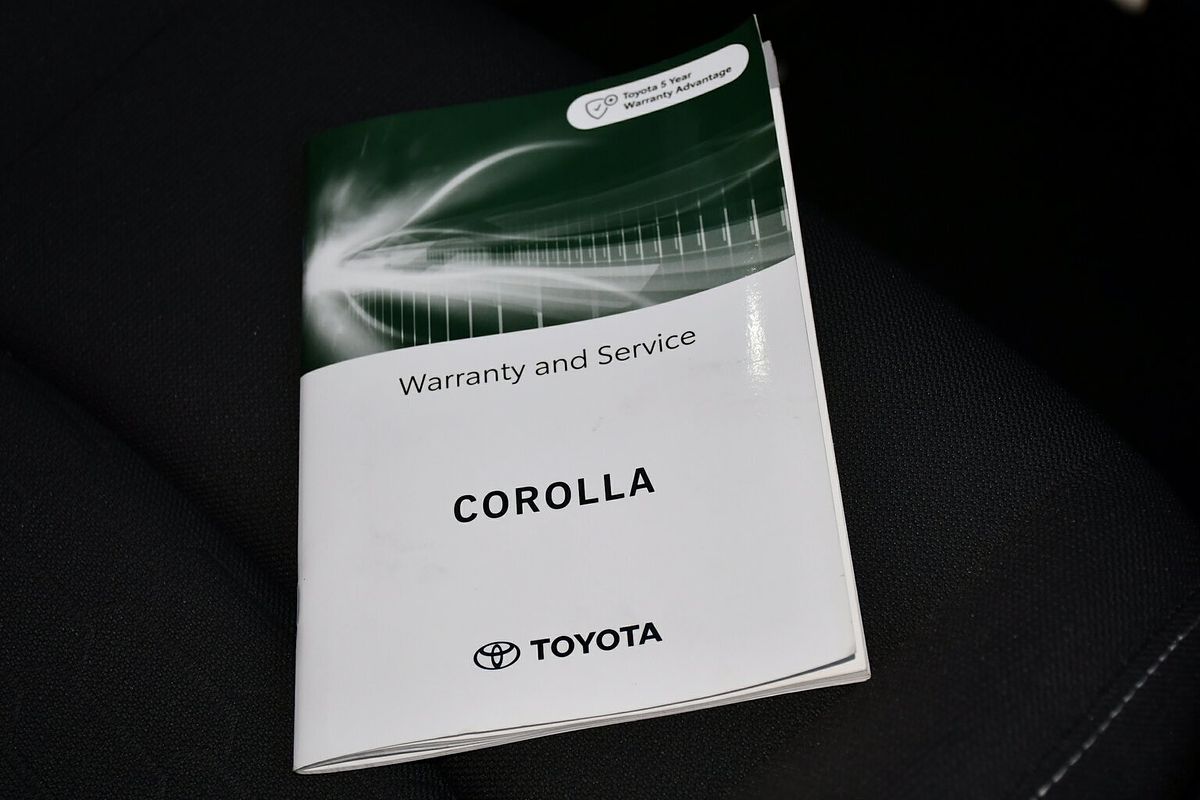 Toyota 5 Year
Warranty Advantage
Warranty and Service
COROLLA
TOYOTA